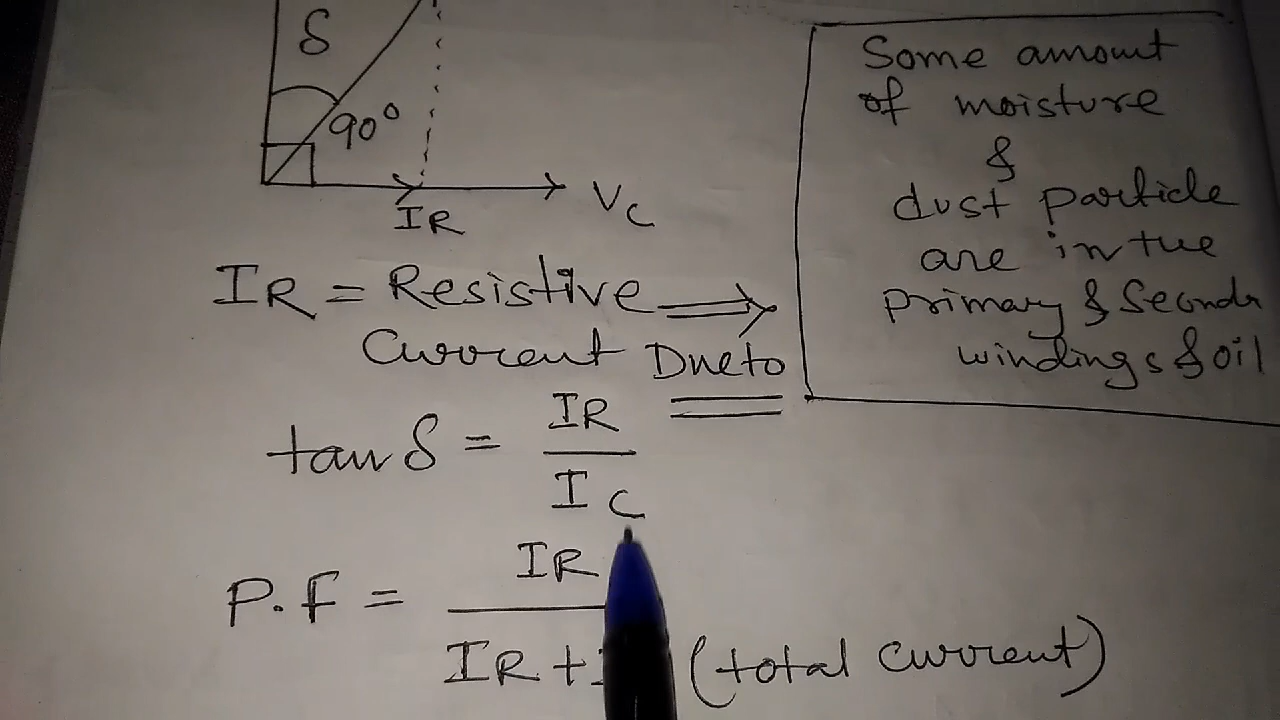 δ
90°
IR
Vc
IR = Resistive ⟹
Current Due to
tan δ = IR / IC
P.F = IR / IR + (total current)
Some amount
of moisture
&
dust particle
are in the
primary & Seconda
windings & oil